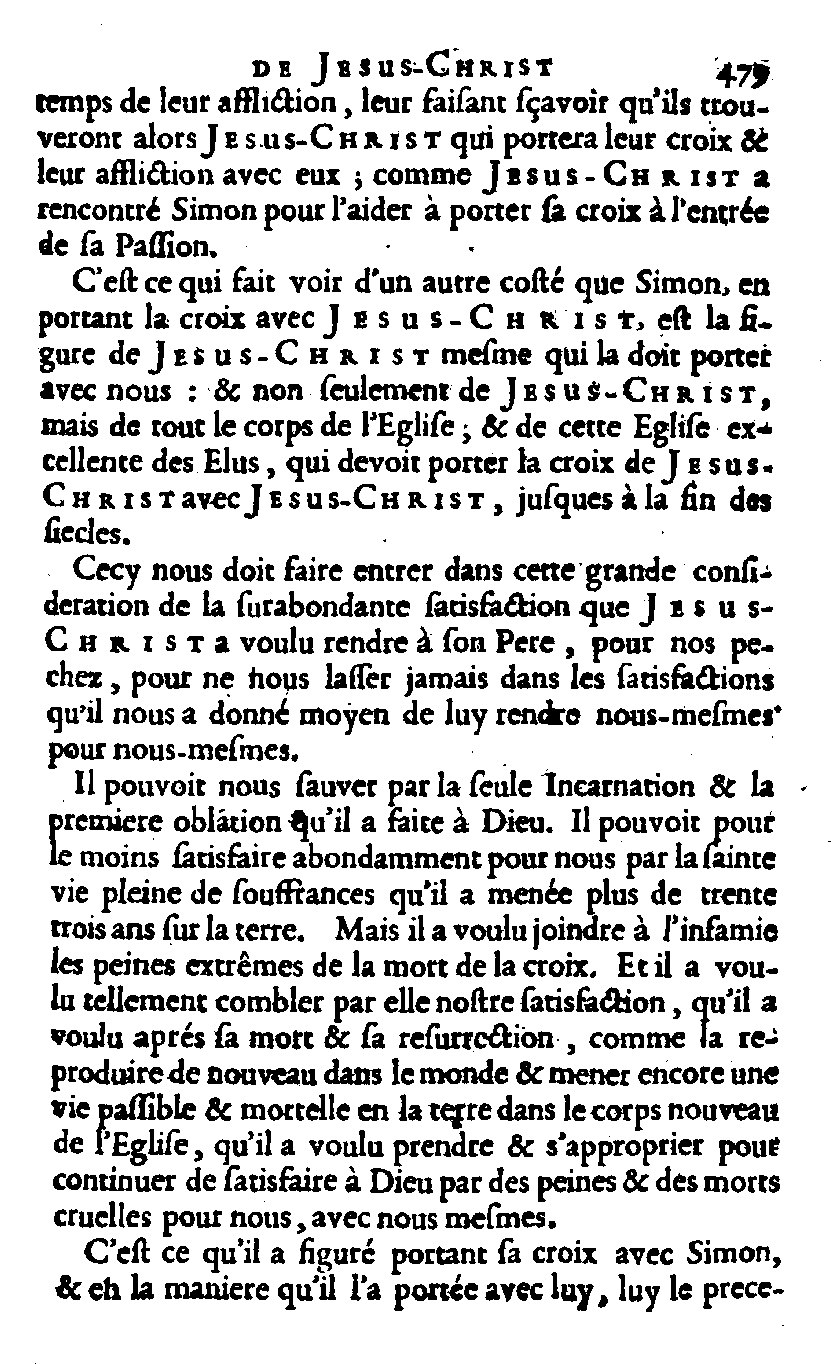 DE JESUS-CHRIST 479
temps de leur affliction, leur faiſant ſçavoir qu'ils trou-
veront alors JESUS-CHRIST qui portera leur croix &
leur affliction avec eux ; comme JESUS-CHRIST a
rencontré Simon pour l'aider à porter ſa croix à l'entrée
de ſa Paſſion.
C'eſt ce qui fait voir d'un autre coſté que Simon, en
portant la croix avec JESUS-CHRIST, eſt la fi-
gure de JESUS-CHRIST meſme qui la doit porter
avec nous : & non ſeulement de JESUS-CHRIST,
mais de tout le corps de l'Egliſe ; & de cette Egliſe ex-
cellente des Elus, qui devoit porter la croix de JESUS-
CHRIST avec JESUS-CHRIST, juſques à la fin des
ſiecles.
Cecy nous doit faire entrer dans cette grande conſi-
deration de la ſurabondante ſatisfaction que JESUS-
CHRIST a voulu rendre à ſon Pere, pour nos pe-
chez, pour ne nous laſſer jamais dans les ſatisfactions
qu'il nous a donné moyen de luy rendre nous-meſmes
pour nous-meſmes.
Il pouvoit nous ſauver par la ſeule Incarnation & la
premiere oblation qu'il a faite à Dieu. Il pouvoit pour
le moins ſatisfaire abondamment pour nous par la ſainte
vie pleine de ſouffrances qu'il a menée plus de trente
trois ans ſur la terre. Mais il a voulu joindre à l'infamie
les peines extrêmes de la mort de la croix. Et il a vou-
lu tellement combler par elle noſtre ſatisfaction, qu'il a
voulu aprés ſa mort & ſa reſurrection, comme la re-
produire de nouveau dans le monde & mener encore une
vie paſſible & mortelle en la terre dans le corps nouveau
de l'Egliſe, qu'il a voulu prendre & s'approprier pour
continuer de ſatisfaire à Dieu par des peines & des morts
cruelles pour nous, avec nous meſmes.
C'eſt ce qu'il a figuré portant ſa croix avec Simon,
& en la maniere qu'il l'a portée avec luy, luy le prece-